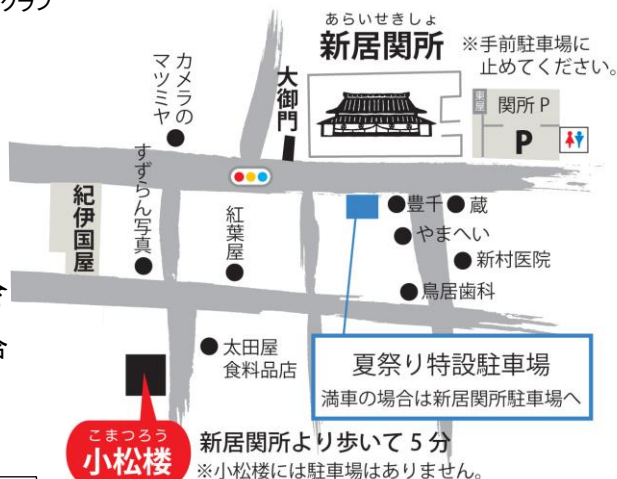 クラブ
あらいせきしょ
新居関所
※手前駐車場に
止めてください。
カメラの
マツミヤ
大御門
東屋
関所 P
P
すずらん写真
紀伊国屋
紅葉屋
豊千
蔵
やまへい
新村医院
鳥居歯科
太田屋
食料品店
夏祭り特設駐車場
満車の場合は新居関所駐車場へ
こまつろう
小松楼
新居関所より歩いて 5 分
※小松楼には駐車場はありません。